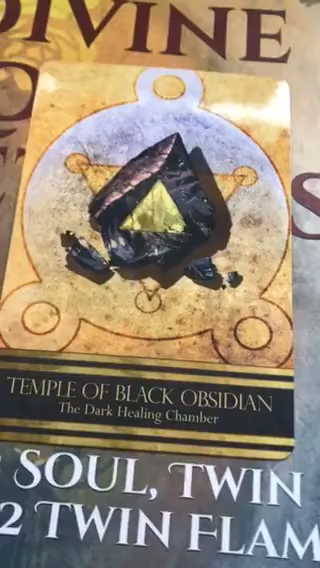 DIVINE
TEMPLE OF BLACK OBSIDIAN
The Dark Healing Chamber
SOUL, TWIN
2 TWIN FLAM